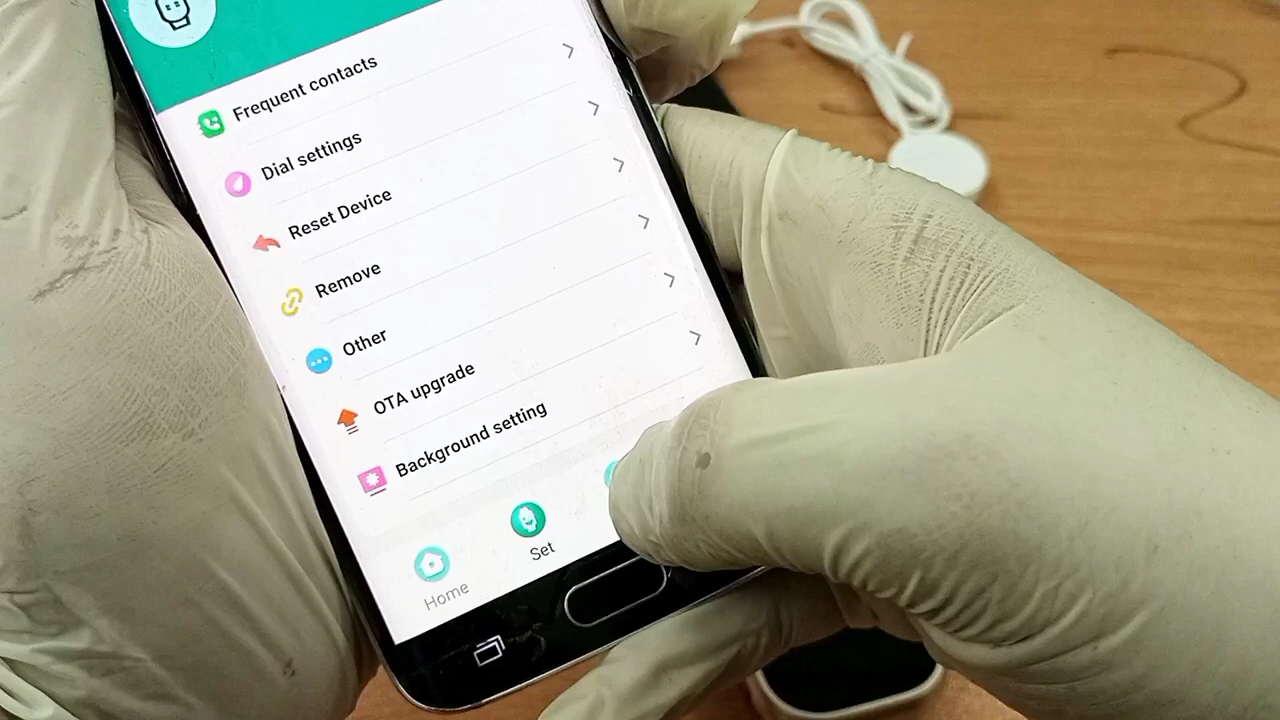 Frequent contacts
Dial settings
Reset Device
Remove
Other
OTA upgrade
Background setting
Home
Set